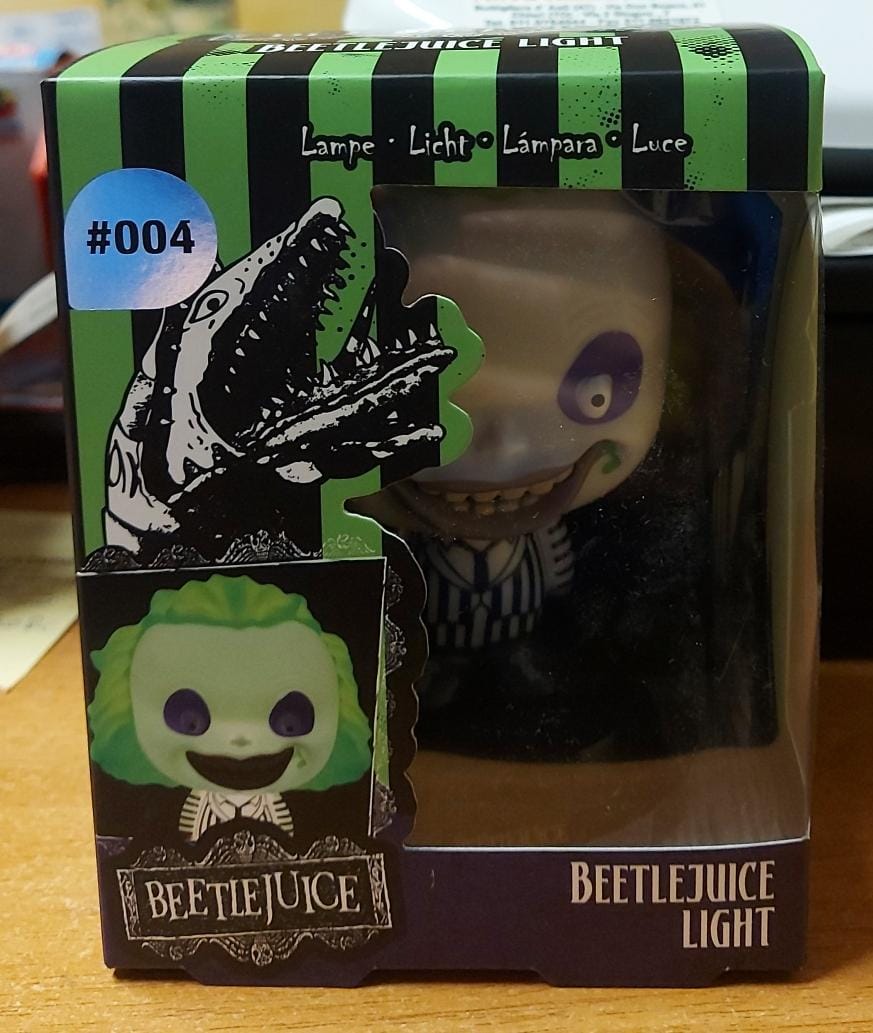 BEETLEJUICE LIGHT
Lampe · Licht · Lámpara · Luce
#004
BEETLEJUICE
BEETLEJUICE
LIGHT